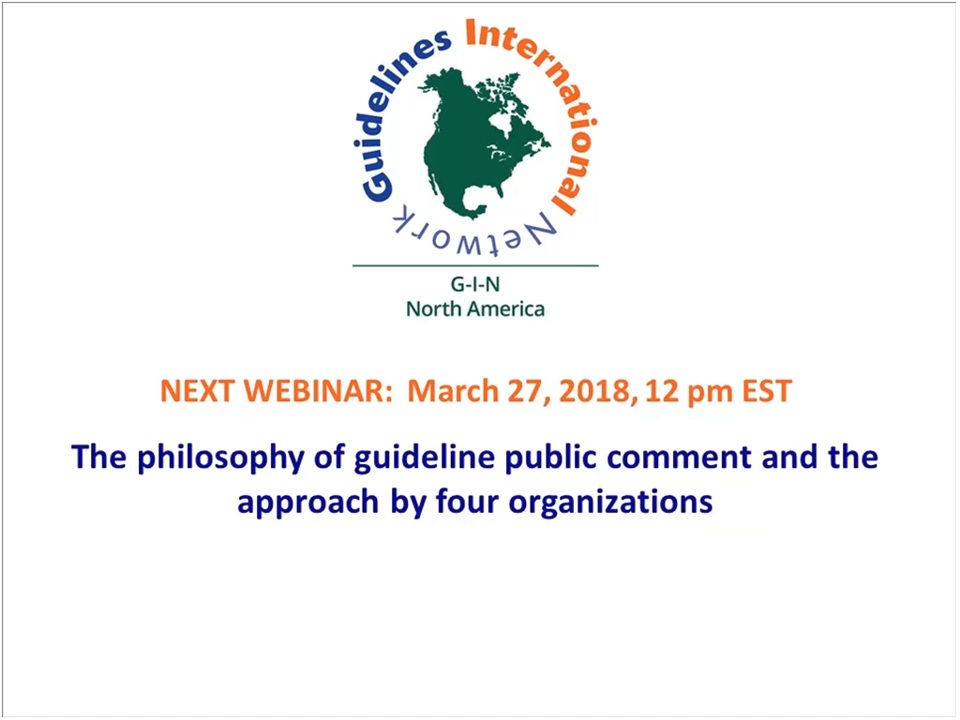 Guidelines International Network
G-I-N
North America
NEXT WEBINAR: March 27, 2018, 12 pm EST
The philosophy of guideline public comment and the
approach by four organizations